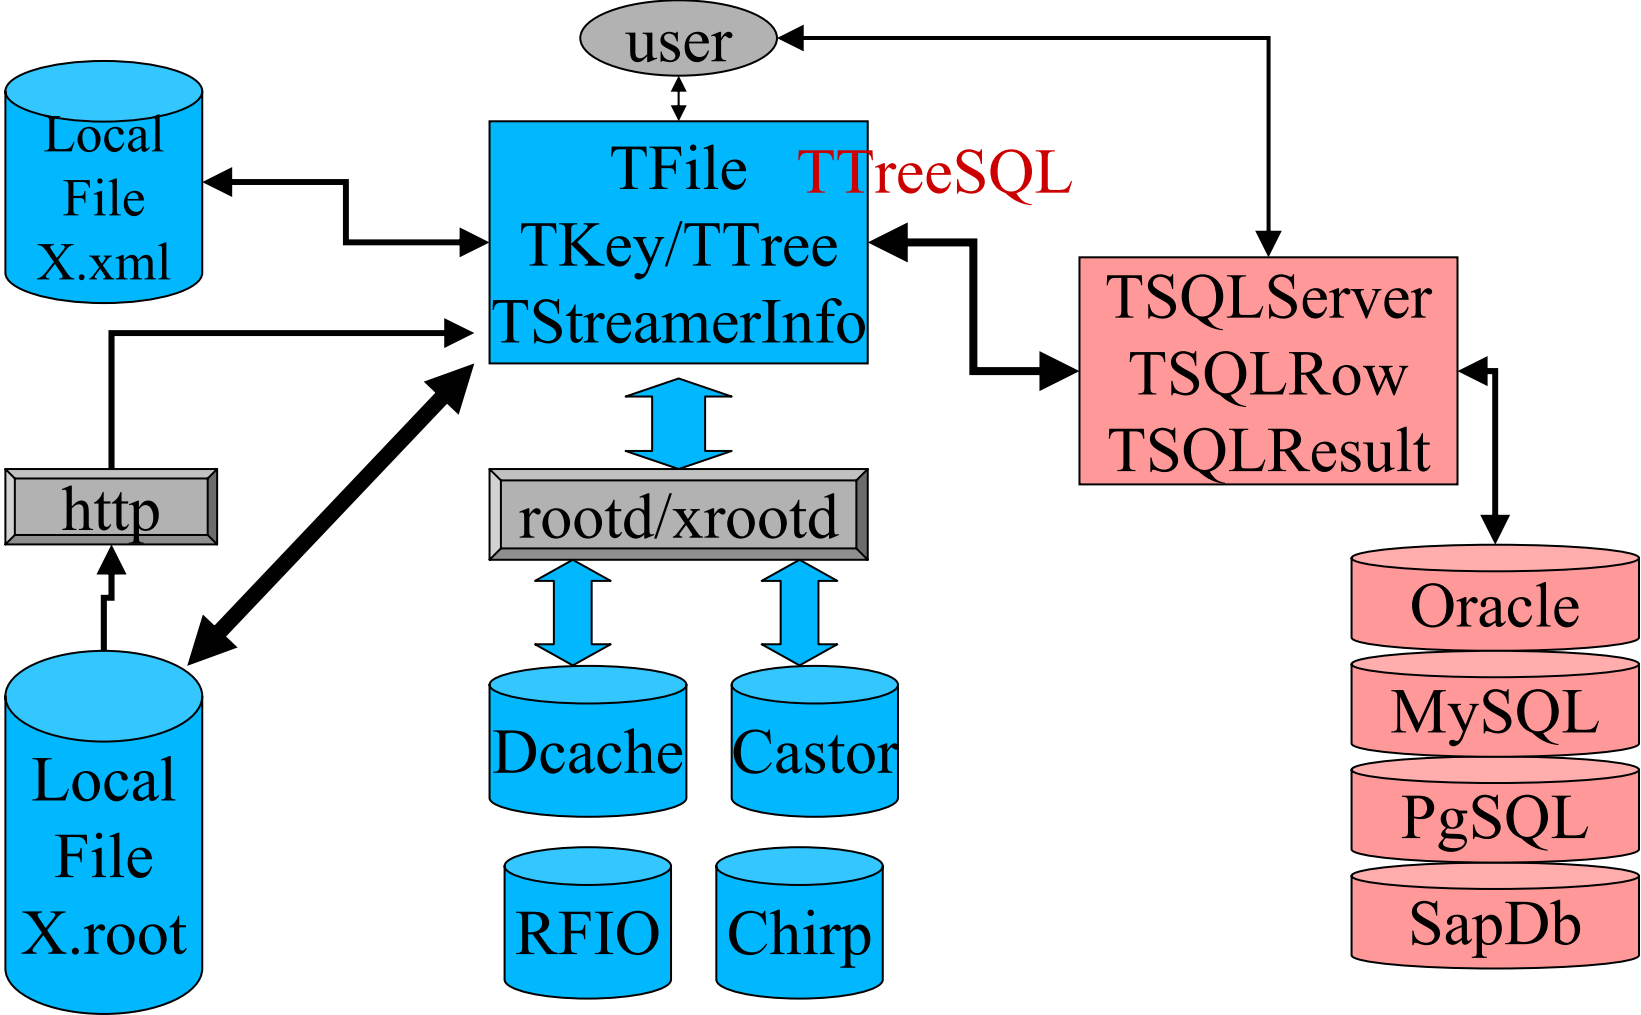 user
Local
File
X.xml
TFile
TKey/TTree
TStreamerInfo
TTreeSQL
TSQLServer
TSQLRow
TSQLResult
http
rootd/xrootd
Local
File
X.root
Dcache
Castor
RFIO
Chirp
Oracle
MySQL
PgSQL
SapDb